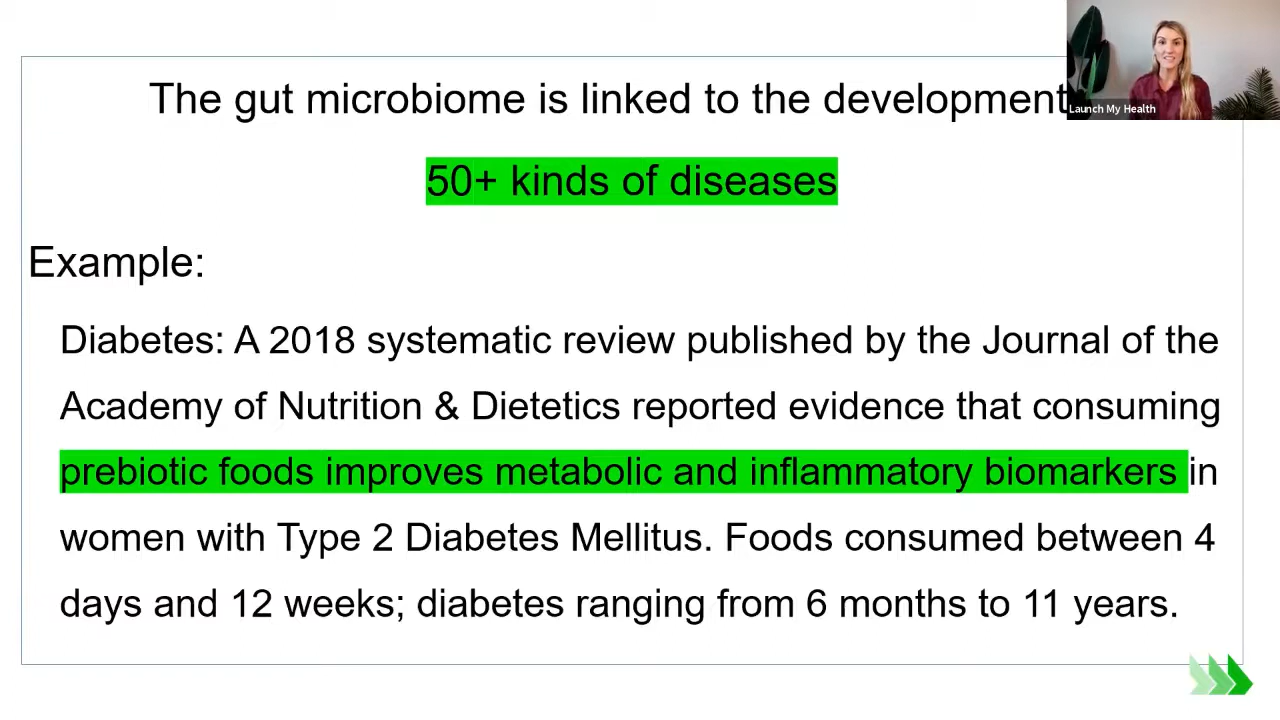 The gut microbiome is linked to the development
Launch My Health
50+ kinds of diseases
Example:
Diabetes: A 2018 systematic review published by the Journal of the
Academy of Nutrition & Dietetics reported evidence that consuming
prebiotic foods improves metabolic and inflammatory biomarkers in
women with Type 2 Diabetes Mellitus. Foods consumed between 4
days and 12 weeks; diabetes ranging from 6 months to 11 years.